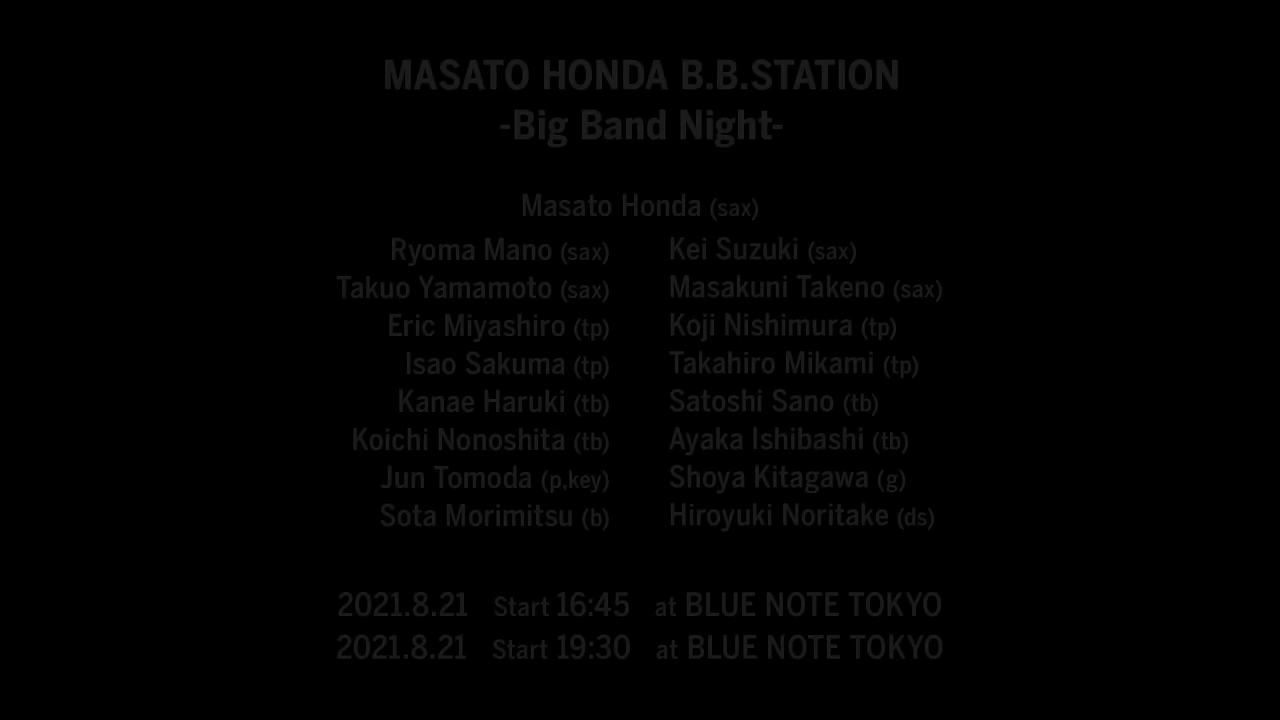 MASATO HONDA B.B.STATION
-Big Band Night-
Masato Honda (sax)
Ryoma Mano (sax) Kei Suzuki (sax)
Takuo Yamamoto (sax) Masakuni Takeno (sax)
Eric Miyashiro (tp) Koji Nishimura (tp)
Isao Sakuma (tp) Takahiro Mikami (tp)
Kanae Haruki (tb) Satoshi Sano (tb)
Koichi Nonoshita (tb) Ayaka Ishibashi (tb)
Jun Tomoda (p,key) Shoya Kitagawa (g)
Sota Morimitsu (b) Hiroyuki Noritake (ds)
2021.8.21 Start 16:45 at BLUE NOTE TOKYO
2021.8.21 Start 19:30 at BLUE NOTE TOKYO